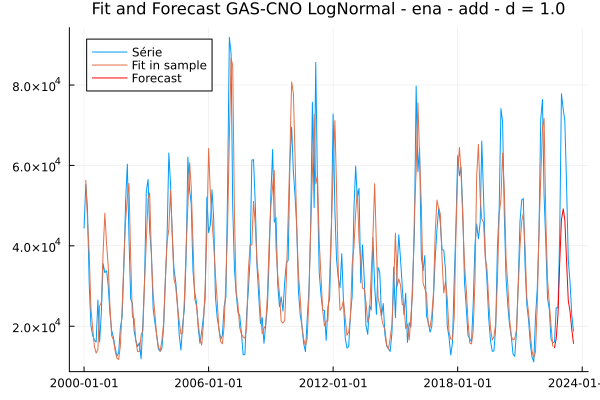 Fit and Forecast GAS-CNO LogNormal - ena - add - d = 1.0
Série
Fit in sample
Forecast
8.0×10⁴
6.0×10⁴
4.0×10⁴
2.0×10⁴
2000-01-01 2006-01-01 2012-01-01 2018-01-01 2024-01-